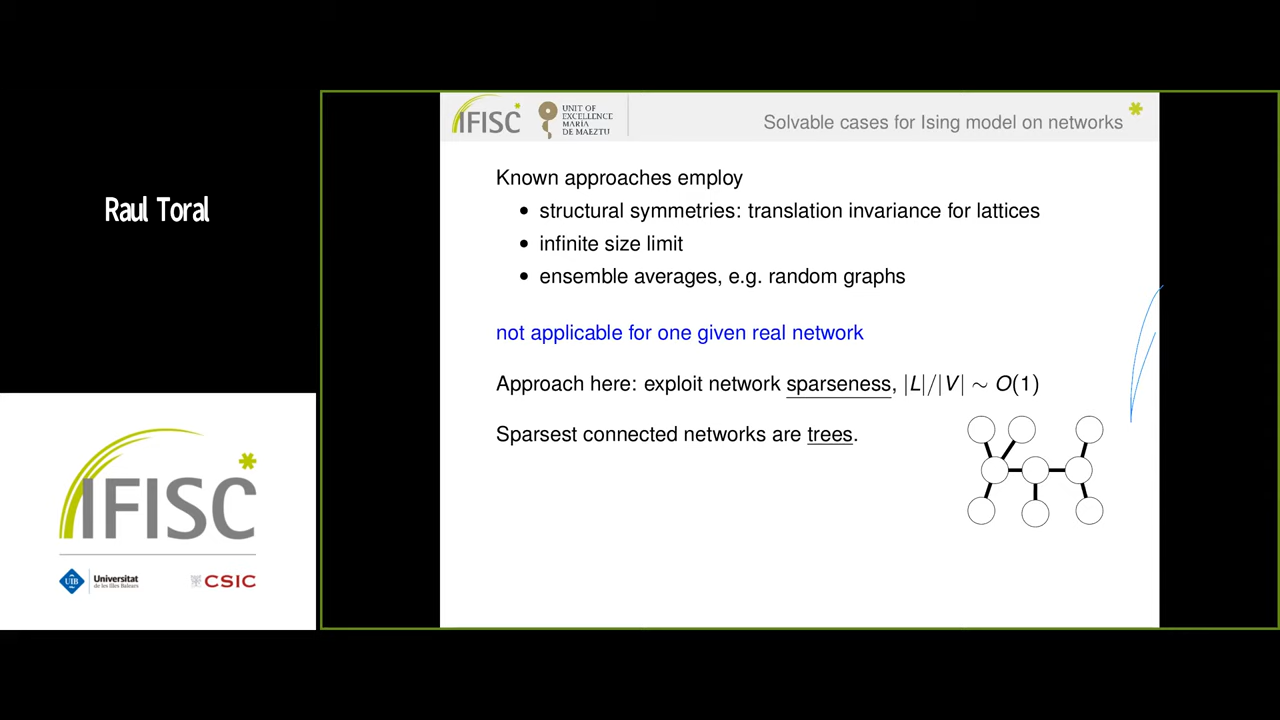 Raul Toral
IFISC
UNIT OF
EXCELLENCE
MARÍA
DE MAEZTU
Solvable cases for Ising model on networks
Known approaches employ
• structural symmetries: translation invariance for lattices
• infinite size limit
• ensemble averages, e.g. random graphs
not applicable for one given real network
Approach here: exploit network sparseness, |L|/|V| ∼ O(1)
Sparsest connected networks are trees.
IFISC
UIB
Universitat
de les Illes Balears
CSIC